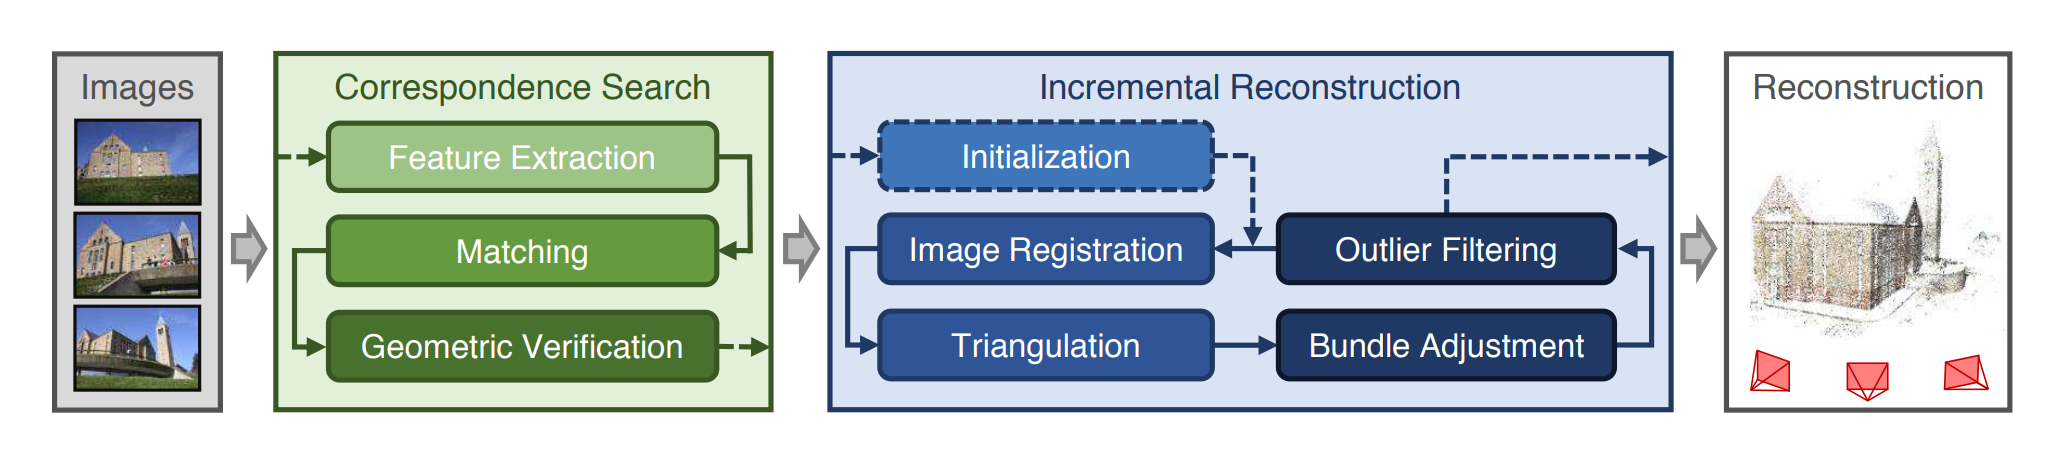 Images
Correspondence Search
Feature Extraction
Matching
Geometric Verification
Incremental Reconstruction
Initialization
Image Registration
Outlier Filtering
Triangulation
Bundle Adjustment
Reconstruction